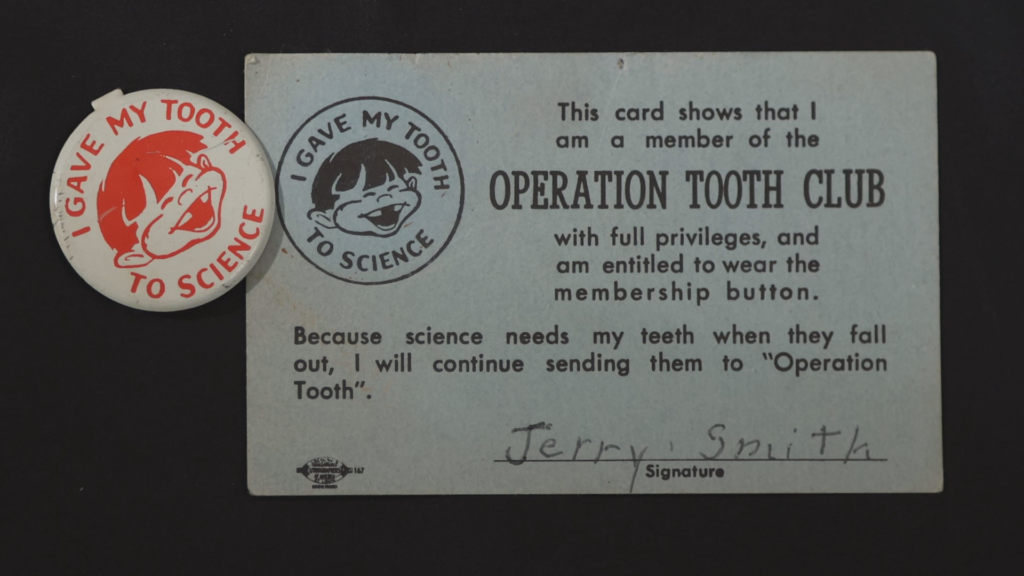 I GAVE MY TOOTH
TO SCIENCE
I GAVE MY TOOTH
TO SCIENCE
This card shows that I
am a member of the
OPERATION TOOTH CLUB
with full privileges, and
am entitled to wear the
membership button.
Because science needs my teeth when they fall
out, I will continue sending them to "Operation
Tooth".
Jerry Smith
Signature
167